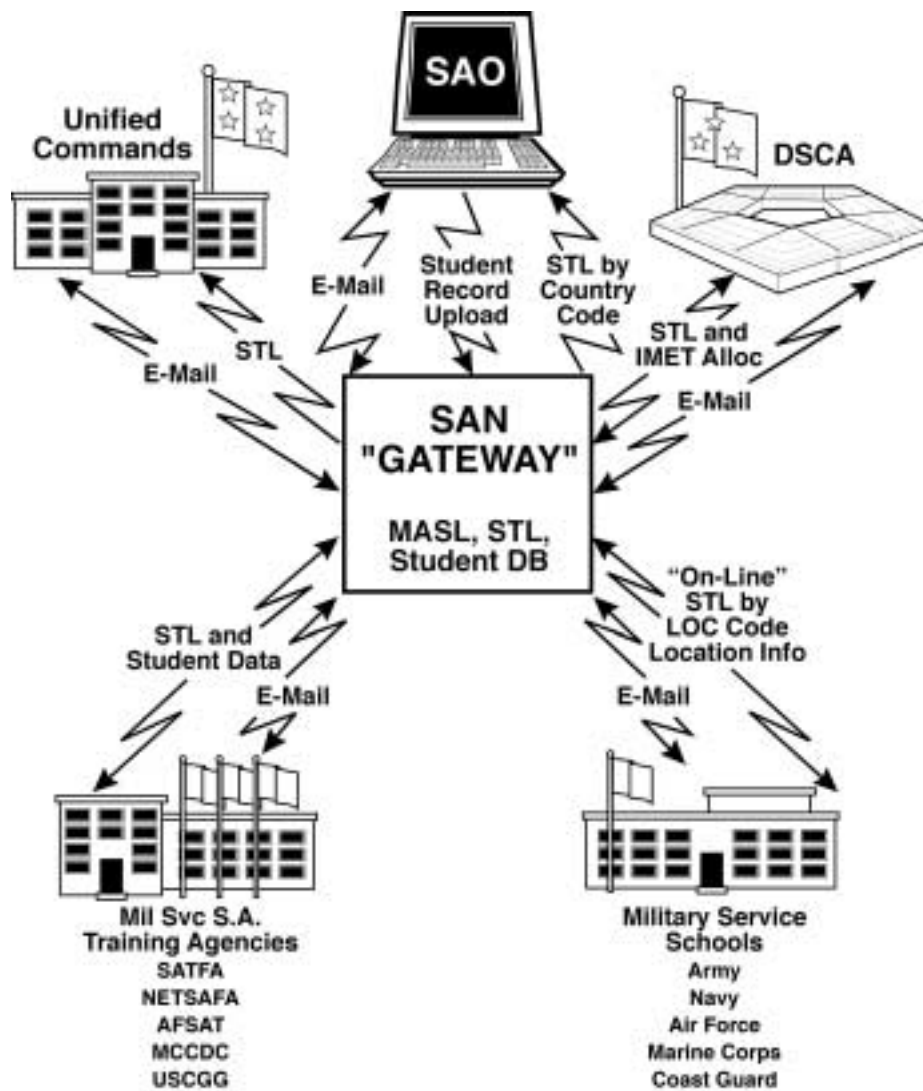 SAO
Unified
Commands
DSCA
E-Mail
Student
Record
Upload
STL by
Country
Code
STL
E-Mail
STL and
IMET Alloc
E-Mail
SAN
"GATEWAY"
MASL, STL,
Student DB
STL and
Student Data
E-Mail
“On-Line”
STL by
LOC Code
Location Info
E-Mail
Mil Svc S.A.
Training Agencies
SATFA
NETSAFA
AFSAT
MCCDC
USCGG
Military Service
Schools
Army
Navy
Air Force
Marine Corps
Coast Guard